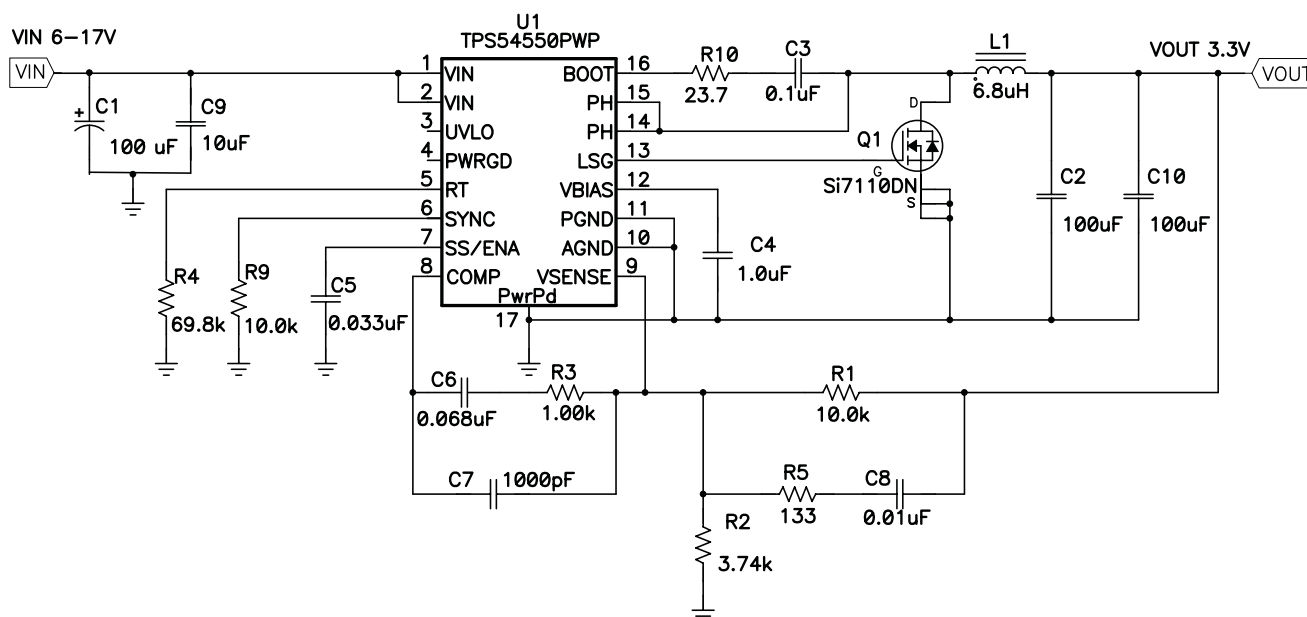 VIN 6-17V
VIN
U1
TPS54550PWP
1 VIN
2 VIN
3 UVLO
4 PWRGD
5 RT
6 SYNC
7 SS/ENA
8 COMP
BOOT 16
PH 15
PH 14
LSG 13
VBIAS 12
PGND 11
AGND 10
VSENSE 9
PwrPd
17
+ C1
100 uF
C9
10uF
R10
23.7
C3
0.1uF
L1
6.8uH
VOUT 3.3V
VOUT
D
Q1
G
Si7110DN
S
C2
100uF
C10
100uF
C4
1.0uF
R4
69.8k
R9
10.0k
C5
0.033uF
C6
0.068uF
R3
1.00k
R1
10.0k
C7 1000pF
R5
133
C8
0.01uF
R2
3.74k